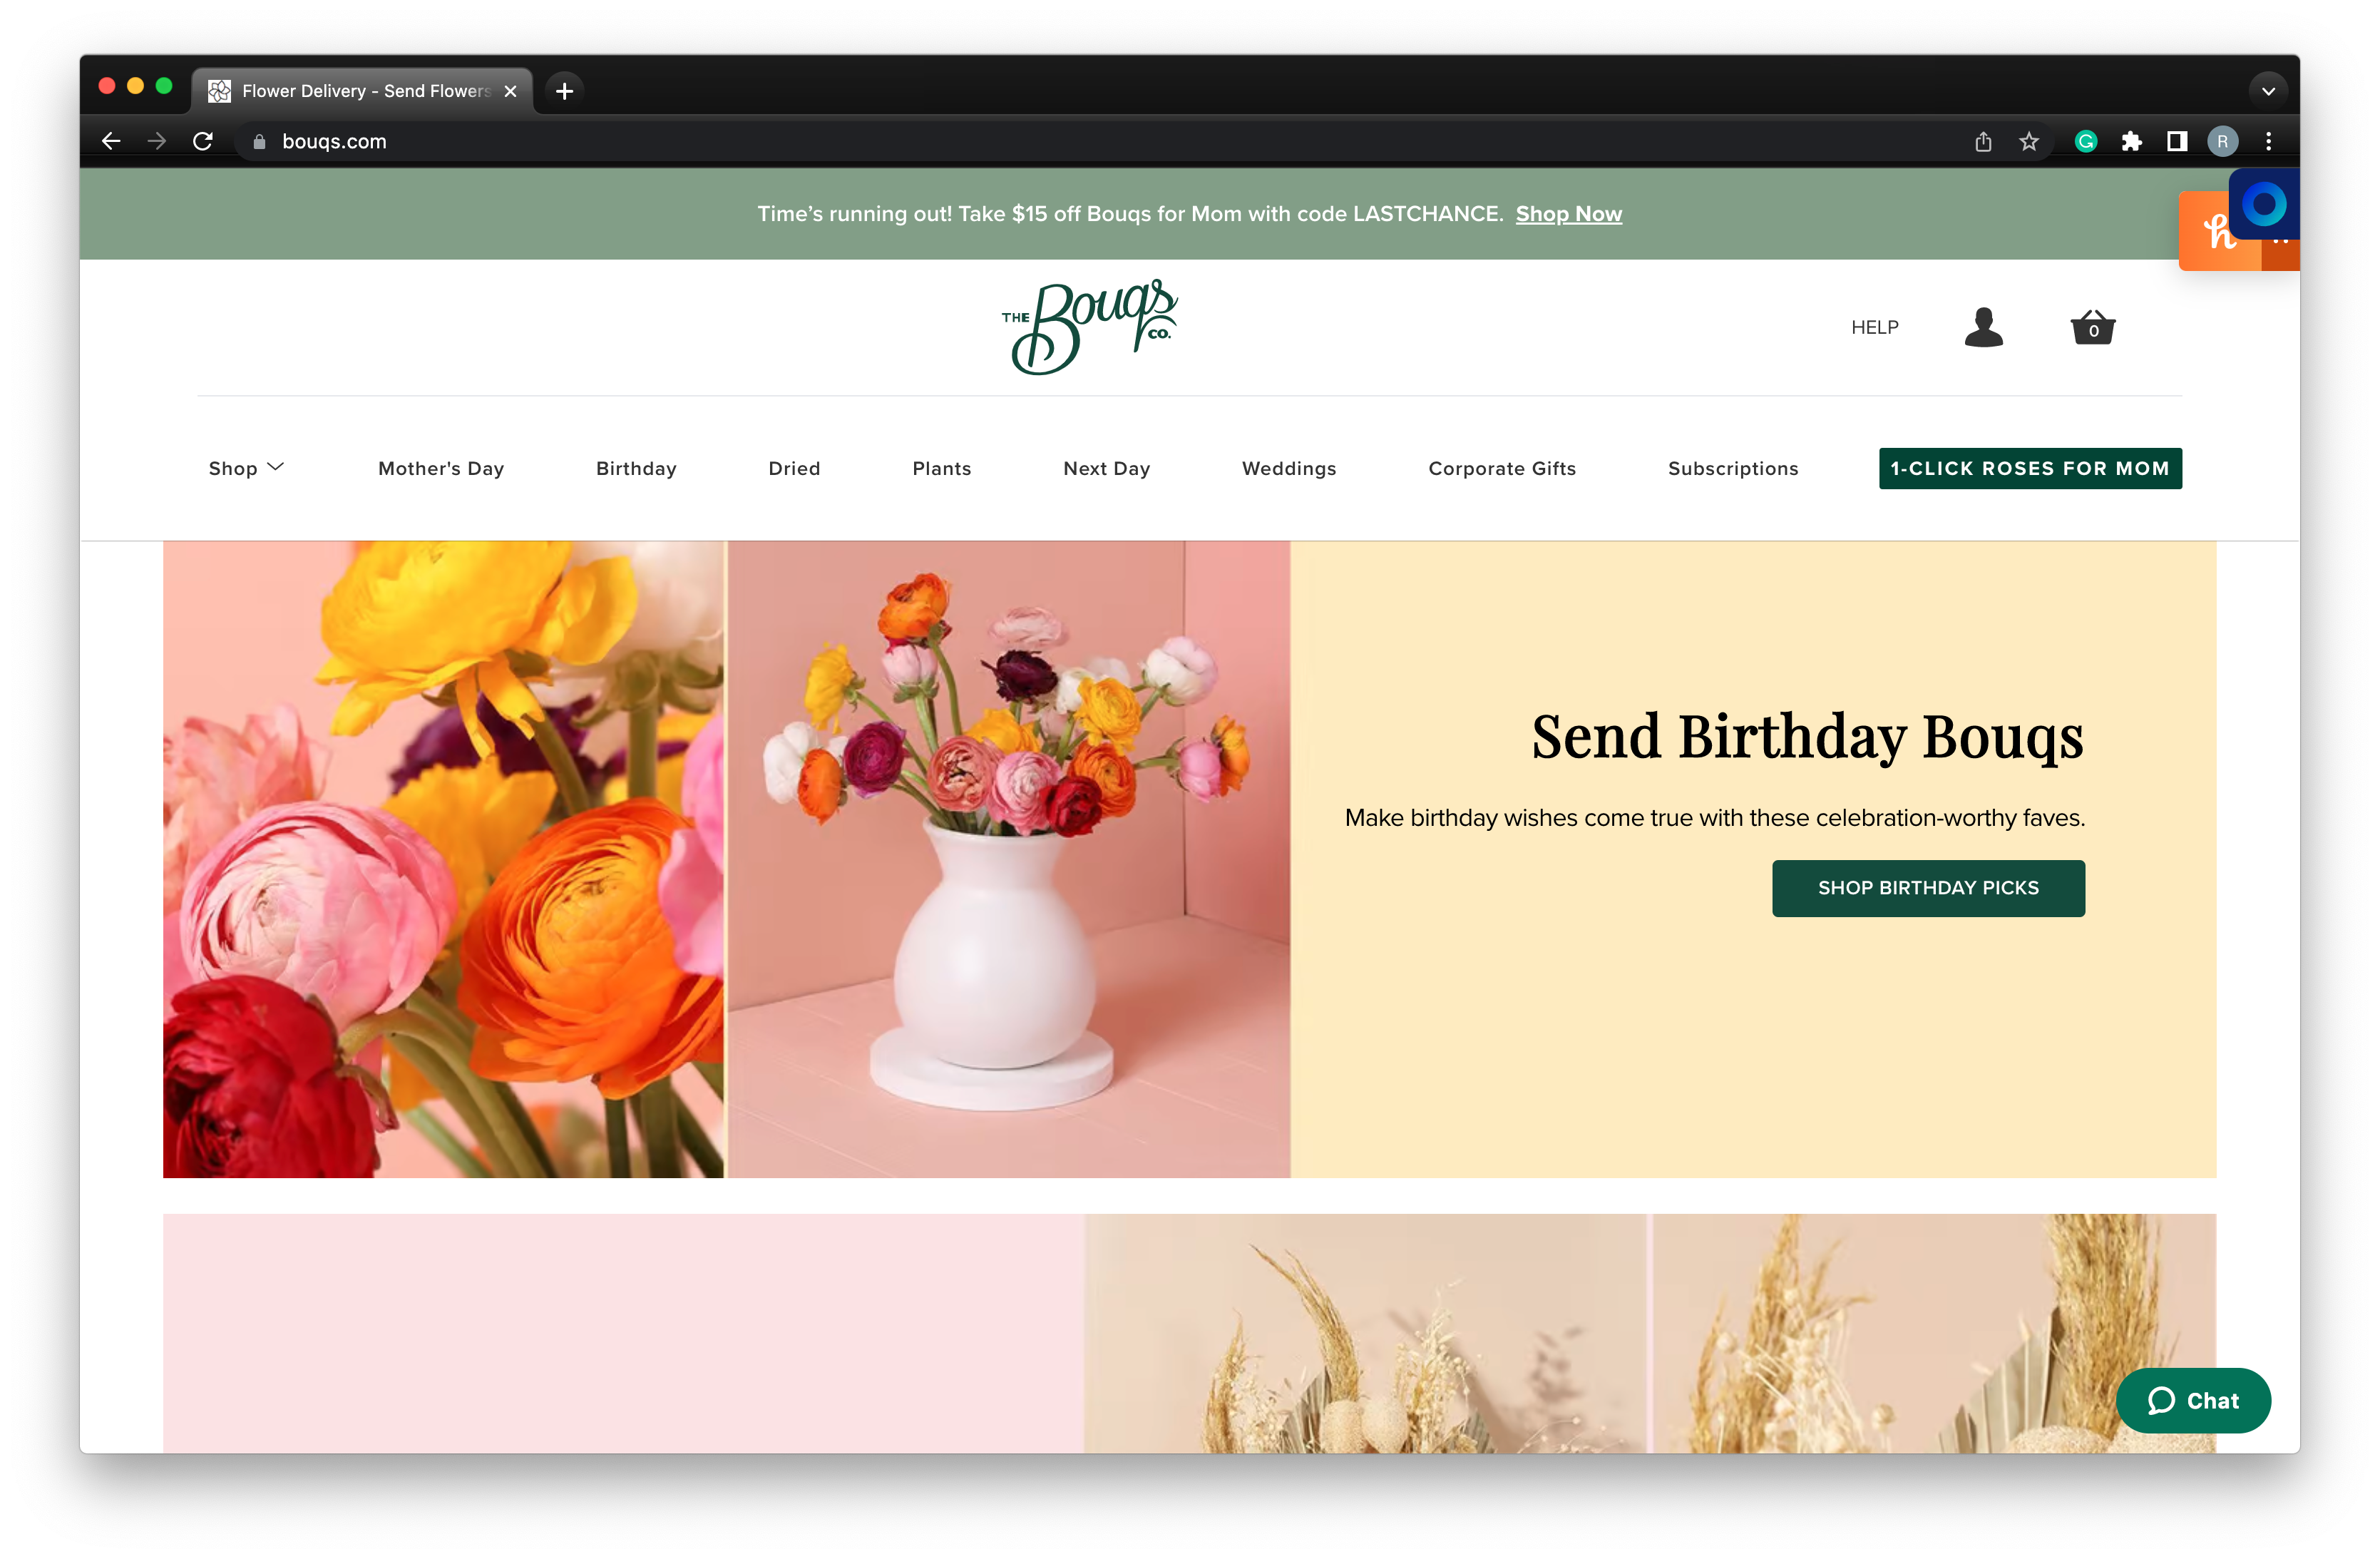 Flower Delivery - Send Flowers
bouqs.com
R
Time's running out! Take $15 off Bouqs for Mom with code LASTCHANCE. Shop Now
h
THE Bouqs CO.
HELP
0
Shop Mother's Day Birthday Dried Plants Next Day Weddings Corporate Gifts Subscriptions 1-CLICK ROSES FOR MOM
Send Birthday Bouqs
Make birthday wishes come true with these celebration-worthy faves.
SHOP BIRTHDAY PICKS
Chat